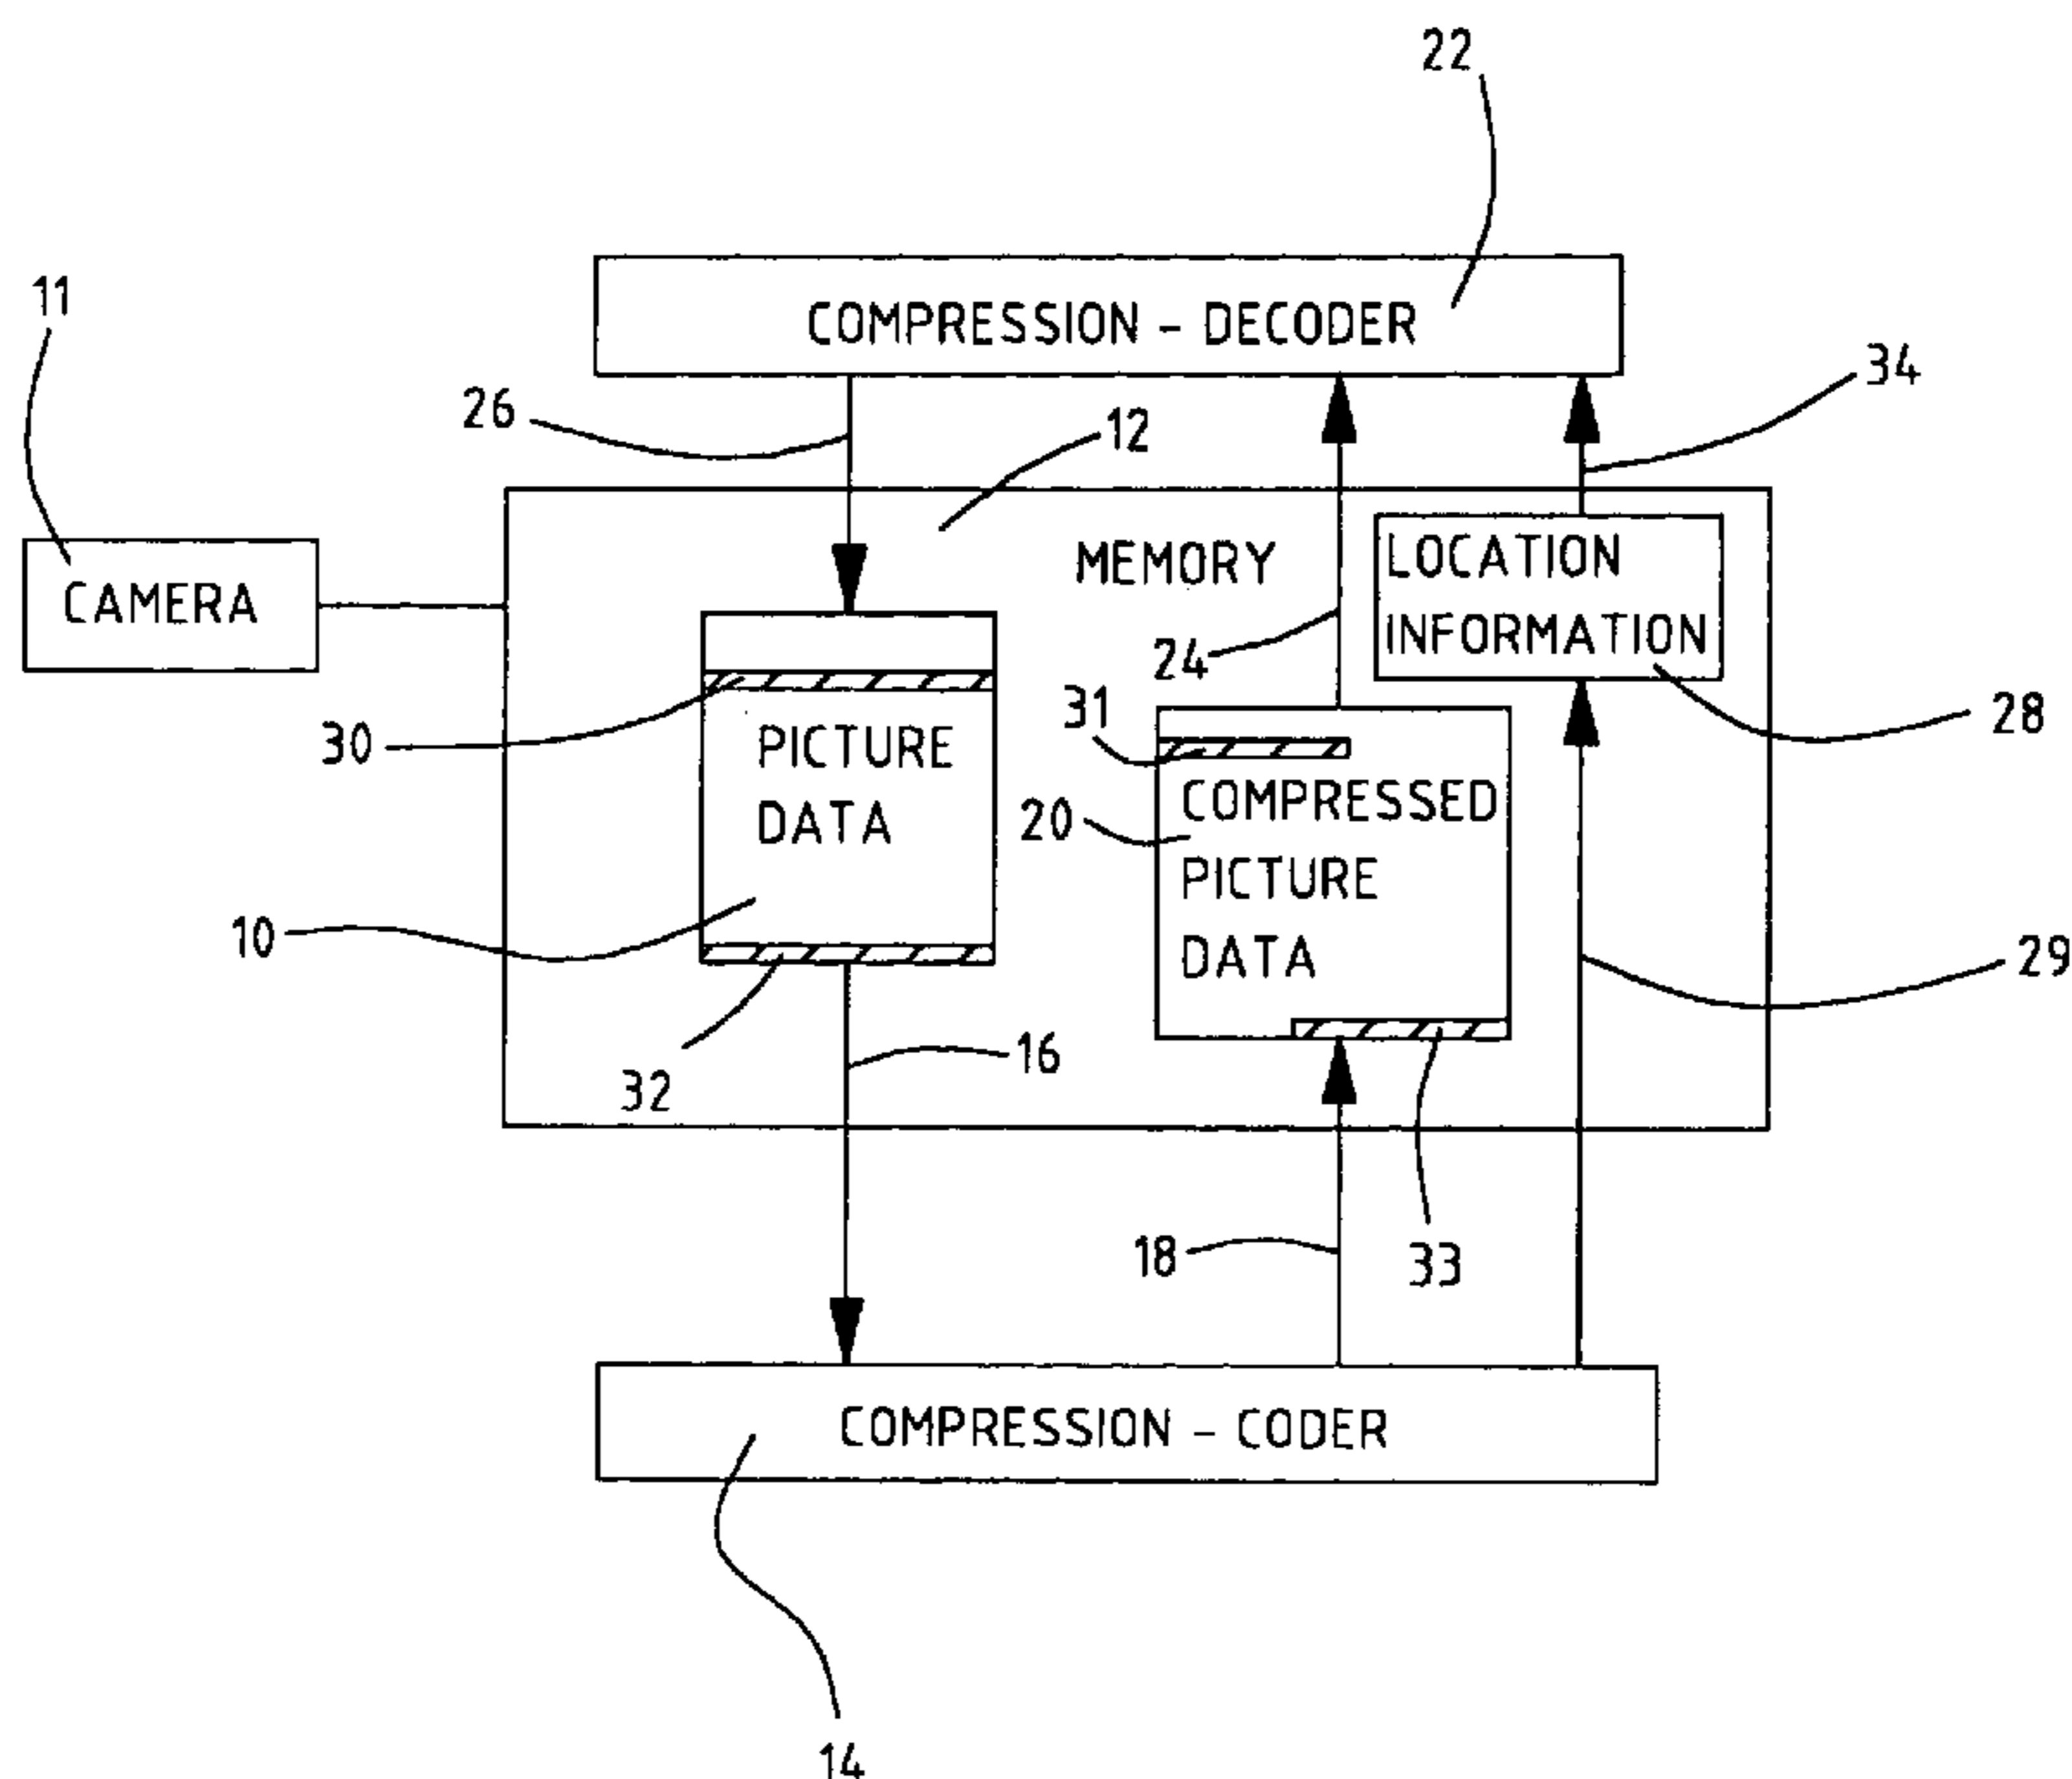 22
COMPRESSION - DECODER
11
34
26
12
CAMERA
MEMORY
LOCATION
INFORMATION
24
28
31
30
PICTURE
DATA
COMPRESSED
PICTURE
DATA
20
10
29
16
32
18
33
COMPRESSION - CODER
14